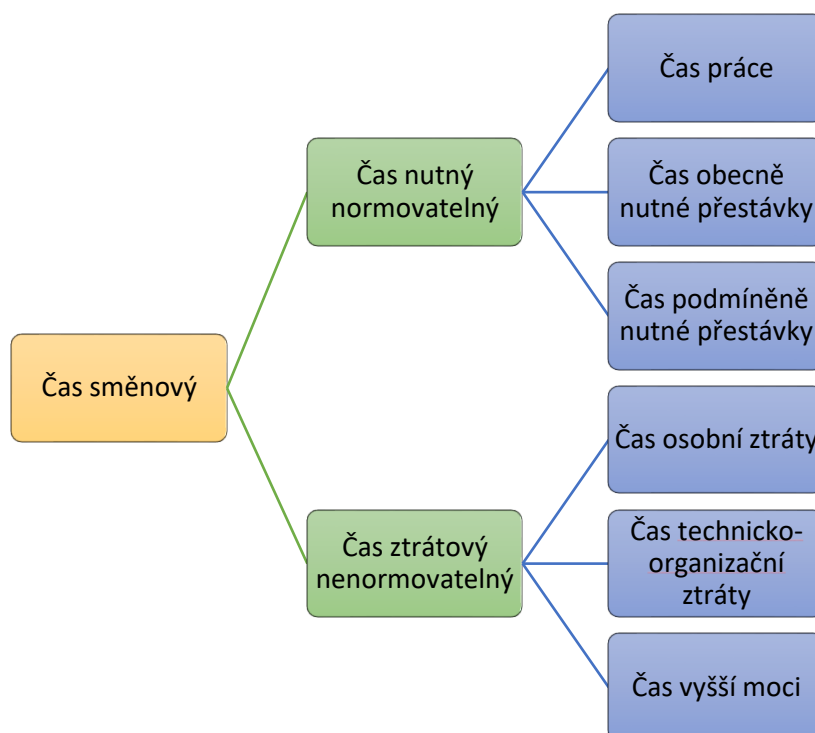 Čas práce
Čas nutný
normovatelný
Čas obecně
nutné přestávky
Čas podmíněně
nutné přestávky
Čas směnový
Čas osobní ztráty
Čas ztrátový
nenormovatelný
Čas technicko-
organizační
ztráty
Čas vyšší moci